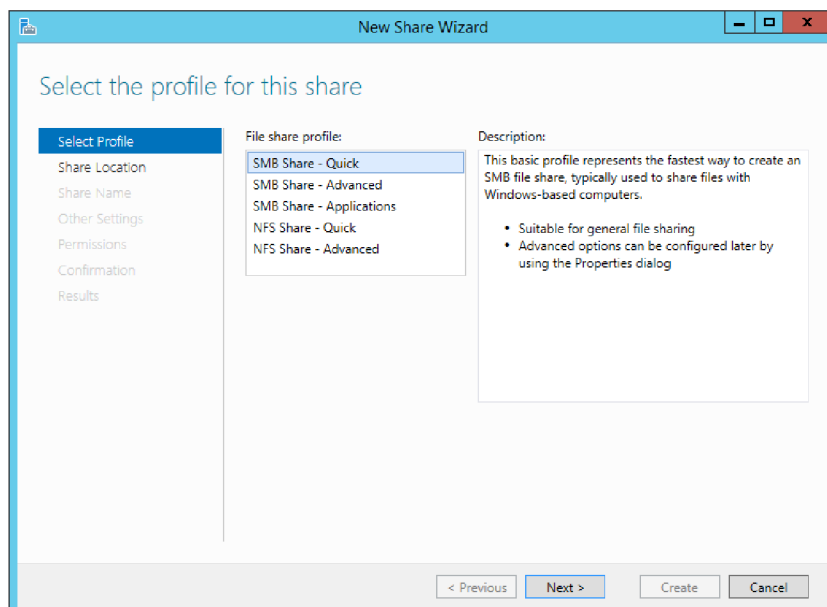 New Share Wizard
Select the profile for this share
Select Profile
Share Location
Share Name
Other Settings
Permissions
Confirmation
Results
File share profile:
SMB Share - Quick
SMB Share - Advanced
SMB Share - Applications
NFS Share - Quick
NFS Share - Advanced
Description:
This basic profile represents the fastest way to create an
SMB file share, typically used to share files with
Windows-based computers.
• Suitable for general file sharing
• Advanced options can be configured later by
using the Properties dialog
< Previous
Next >
Create
Cancel